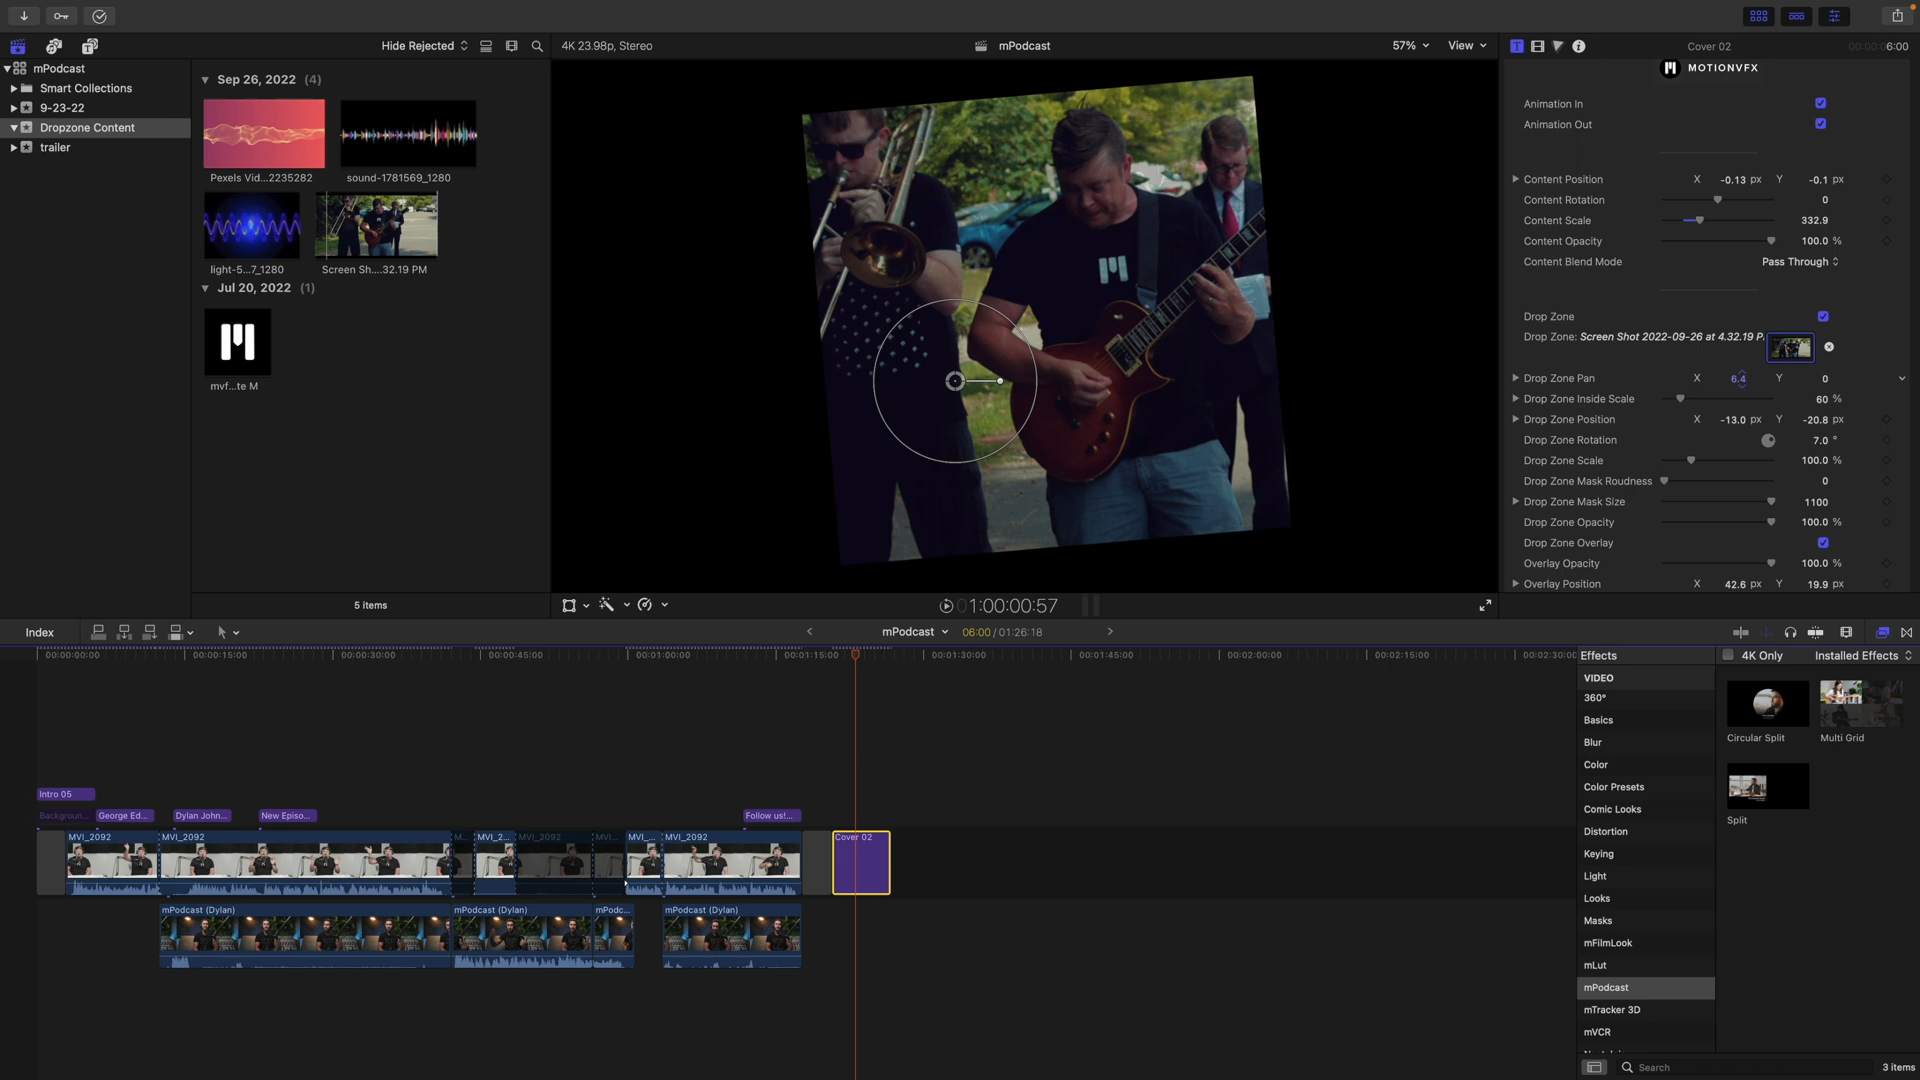 Hide Rejected
4K 23.98p, Stereo
mPodcast
57%
View
Cover 02
6:00
mPodcast
Smart Collections
9-23-22
Dropzone Content
trailer
Sep 26, 2022 (4)
Pexels Vid...2235282
sound-1781569_1280
light-5...7_1280
Screen Sh....32.19 PM
Jul 20, 2022 (1)
mvf...te M
5 items
MOTIONVFX
Animation In
Animation Out
Content Position X -0.13 px Y -0.1 px
Content Rotation 0
Content Scale 332.9
Content Opacity 100.0 %
Content Blend Mode Pass Through
Drop Zone
Drop Zone: Screen Shot 2022-09-26 at 4.32.19 P
Drop Zone Pan X 6.4 Y 0
Drop Zone Inside Scale 60 %
Drop Zone Position X -13.0 px Y -20.8 px
Drop Zone Rotation 7.0 °
Drop Zone Scale 100.0 %
Drop Zone Mask Roudness 0
Drop Zone Mask Size 1100
Drop Zone Opacity 100.0 %
Drop Zone Overlay
Overlay Opacity 100.0 %
Overlay Position X 42.6 px Y 19.9 px
01:00:00:57
Index
mPodcast
06:00 / 01:26:18
00:00:00:00
00:00:15:00
00:00:30:00
00:00:45:00
00:01:00:00
00:01:15:00
00:01:30:00
00:01:45:00
00:02:00:00
00:02:15:00
00:02:30:00
Intro 05
Backgroun...
George Ed...
Dylan John...
New Episo...
Follow us!...
MVI_2092
MVI_2092
M...
MVI_2...
MVI_2092
MVI...
MVI_...
MVI_2092
Cover 02
mPodcast (Dylan)
mPodcast (Dylan)
mPodc...
mPodcast (Dylan)
Effects
4K Only
Installed Effects
VIDEO
360°
Basics
Blur
Color
Color Presets
Comic Looks
Distortion
Keying
Light
Looks
Masks
mFilmLook
mLut
mPodcast
mTracker 3D
mVCR
Circular Split
Multi Grid
Split
Search
3 items